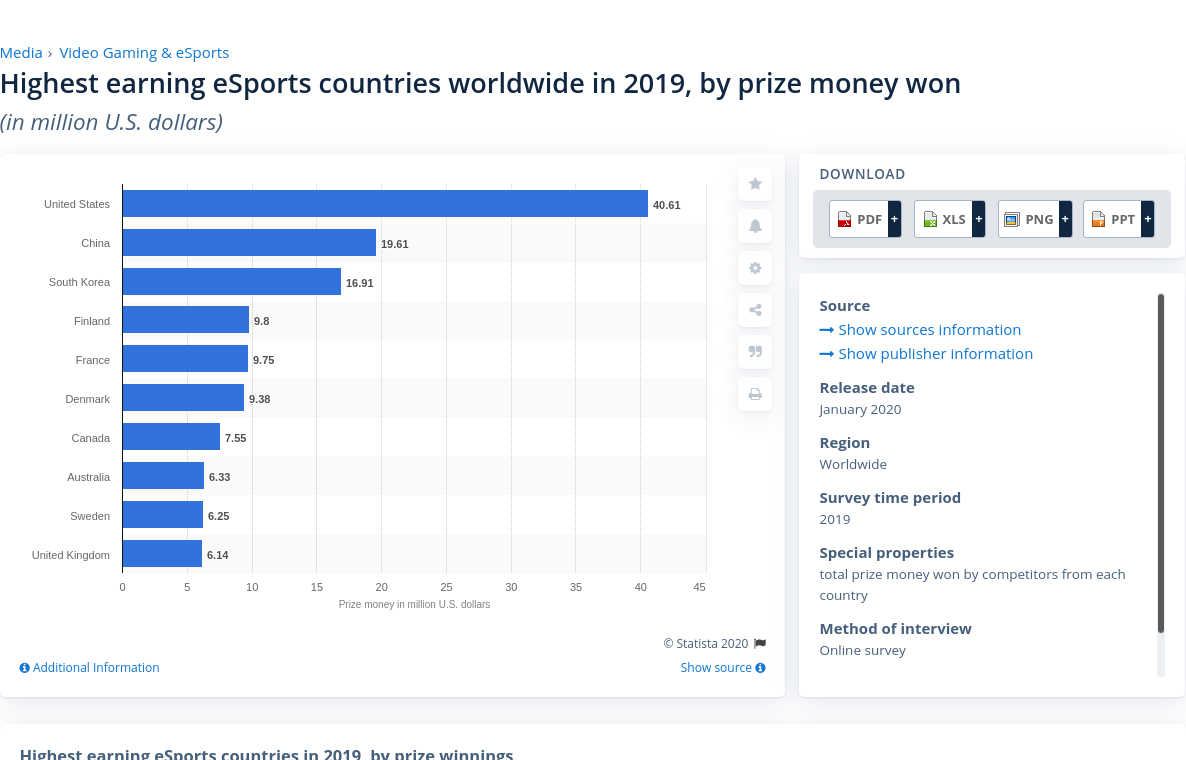 Media › Video Gaming & eSports
Highest earning eSports countries worldwide in 2019, by prize money won
(in million U.S. dollars)
United States 40.61
China 19.61
South Korea 16.91
Finland 9.8
France 9.75
Denmark 9.38
Canada 7.55
Australia 6.33
Sweden 6.25
United Kingdom 6.14
0 5 10 15 20 25 30 35 40 45
Prize money in million U.S. dollars
© Statista 2020
Additional Information
Show source
DOWNLOAD
PDF + XLS + PNG + PPT +
Source
Show sources information
Show publisher information
Release date
January 2020
Region
Worldwide
Survey time period
2019
Special properties
total prize money won by competitors from each
country
Method of interview
Online survey
Highest earning eSports countries in 2019, by prize winnings